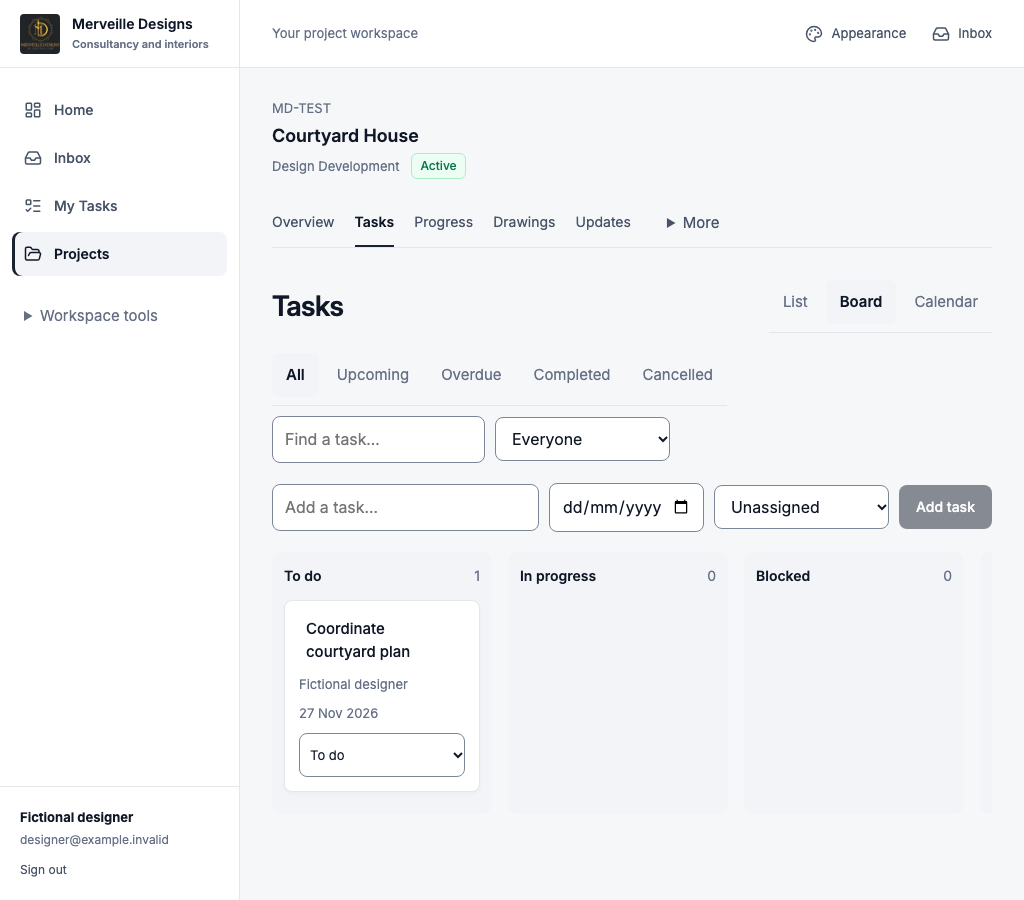 Merveille Designs
Consultancy and interiors
Your project workspace
Appearance
Inbox
Home
Inbox
My Tasks
Projects
Workspace tools
MD-TEST
Courtyard House
Design Development Active
Overview Tasks Progress Drawings Updates More
Tasks
List Board Calendar
All Upcoming Overdue Completed Cancelled
Find a task... Everyone
Add a task... dd/mm/yyyy Unassigned Add task
To do 1
Coordinate
courtyard plan
Fictional designer
27 Nov 2026
To do
In progress 0
Blocked 0
Fictional designer
designer@example.invalid
Sign out